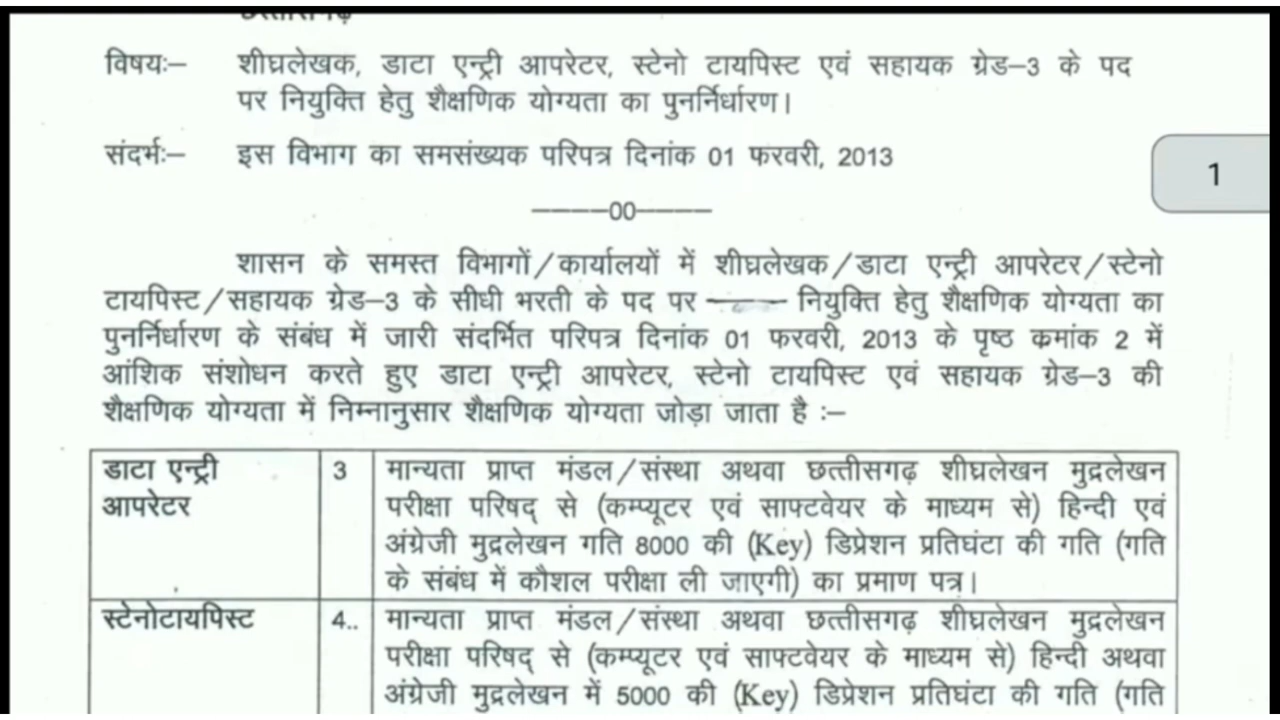 छत्तीसगढ़
विषयः– शीघ्रलेखक, डाटा एन्ट्री आपरेटर, स्टेनो टायपिस्ट एवं सहायक ग्रेड–3 के पद
पर नियुक्ति हेतु शैक्षणिक योग्यता का पुनर्निर्धारण।
संदर्भः– इस विभाग का समसंख्यक परिपत्र दिनांक 01 फरवरी, 2013
1
––––00––––
शासन के समस्त विभागों/कार्यालयों में शीघ्रलेखक/डाटा एन्ट्री आपरेटर/स्टेनो
टायपिस्ट/सहायक ग्रेड–3 के सीधी भरती के पद पर ——— नियुक्ति हेतु शैक्षणिक योग्यता का
पुनर्निर्धारण के संबंध में जारी संदर्भित परिपत्र दिनांक 01 फरवरी, 2013 के पृष्ठ कमांक 2 में
आंशिक संशोधन करते हुए डाटा एन्ट्री आपरेटर, स्टेनो टायपिस्ट एवं सहायक ग्रेड–3 की
शैक्षणिक योग्यता में निम्नानुसार शैक्षणिक योग्यता जोड़ा जाता है :–
डाटा एन्ट्री 3 मान्यता प्राप्त मंडल/संस्था अथवा छत्तीसगढ़ शीघ्रलेखन मुद्रलेखन
आपरेटर परीक्षा परिषद् से (कम्प्यूटर एवं साफ्टवेयर के माध्यम से) हिन्दी एवं
अंग्रेजी मुद्रलेखन गति 8000 की (Key) डिप्रेशन प्रतिघंटा की गति (गति
के संबंध में कौशल परीक्षा ली जाएगी) का प्रमाण पत्र।
स्टेनोटायपिस्ट 4.. मान्यता प्राप्त मंडल/संस्था अथवा छत्तीसगढ़ शीघ्रलेखन मुद्रलेखन
परीक्षा परिषद् से (कम्प्यूटर एवं साफ्टवेयर के माध्यम से) हिन्दी अथवा
अंग्रेजी मुद्रलेखन में 5000 की (Key) डिप्रेशन प्रतिघंटा की गति (गति